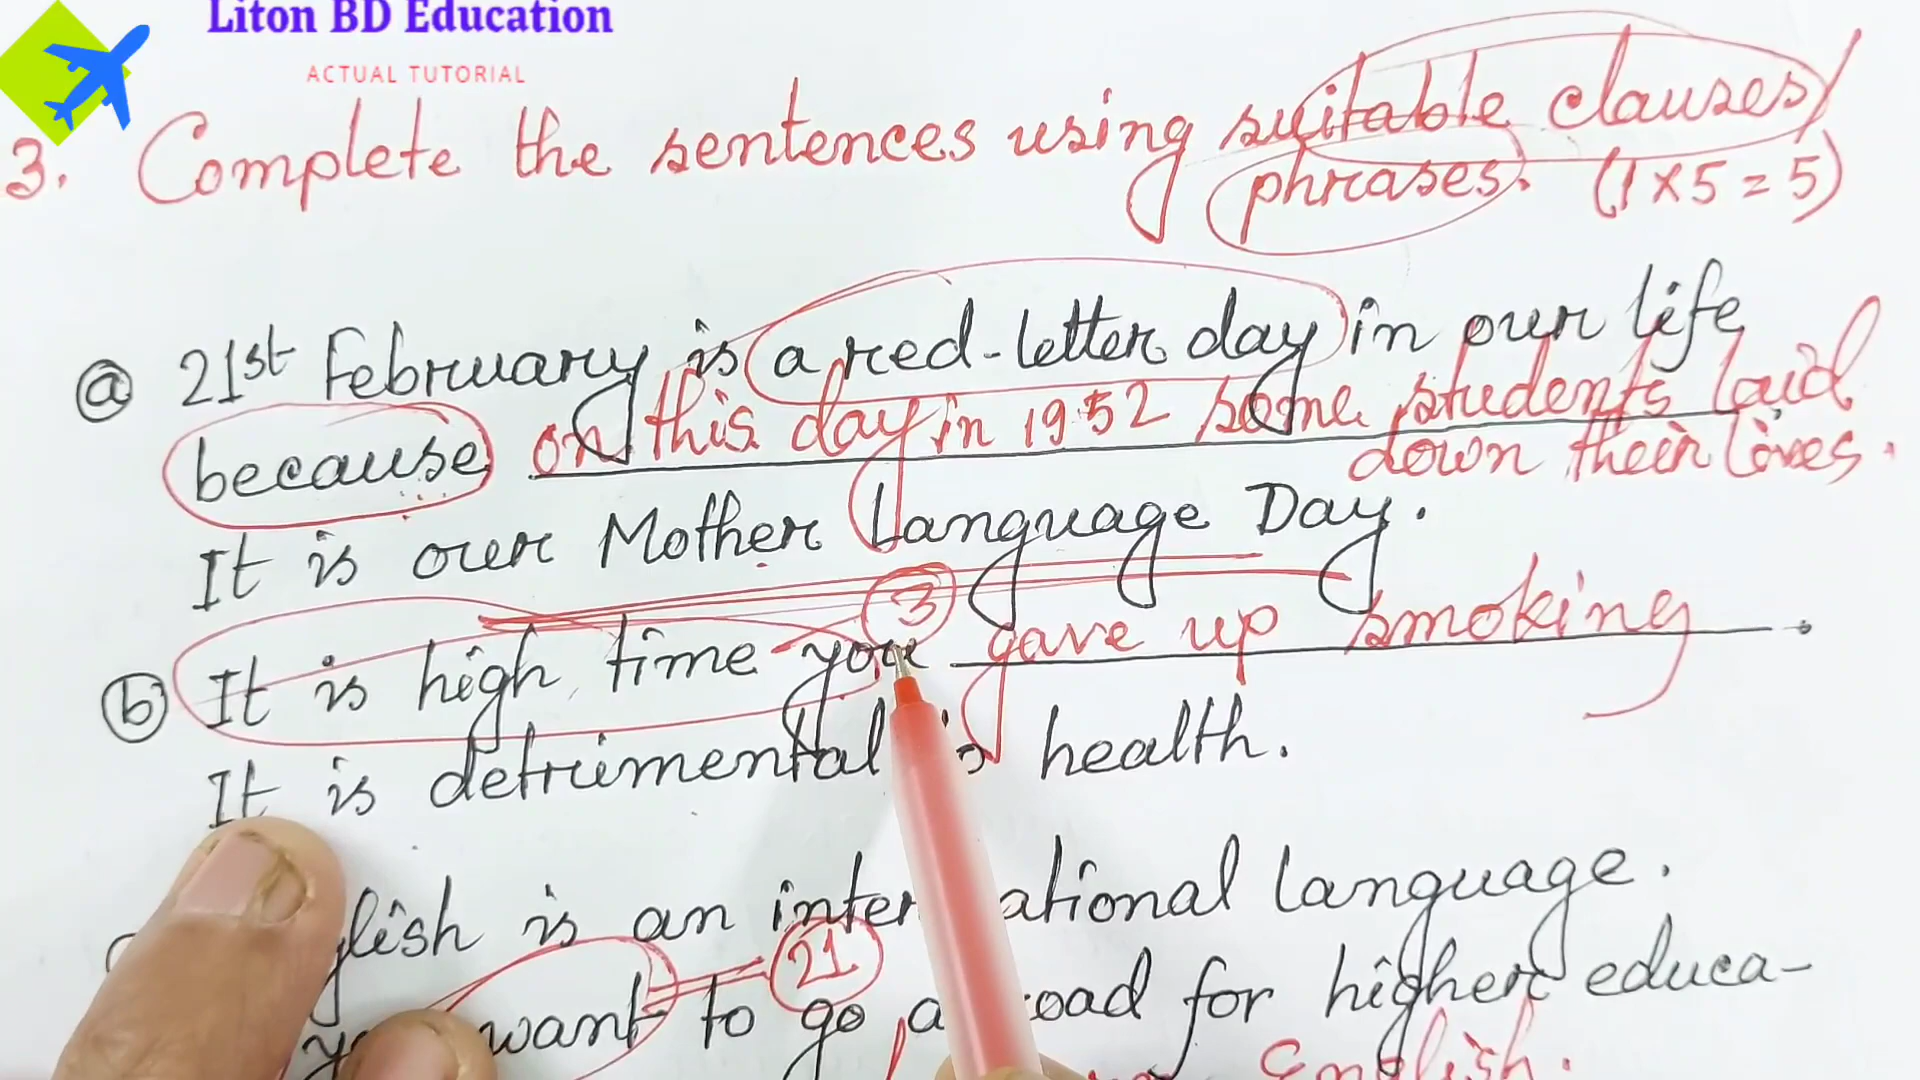 Liton BD Education
ACTUAL TUTORIAL
3. Complete the sentences using suitable clauses/
phrases. (1×5=5)
(a) 21st February is a red-letter day in our life
because on this day in 1952 some students laid
down their lives.
It is our Mother Language Day.
3
(b) It is high time you gave up smoking.
It is detrimental health.
is an international language.
want to go abroad for higher educa-
21
English.